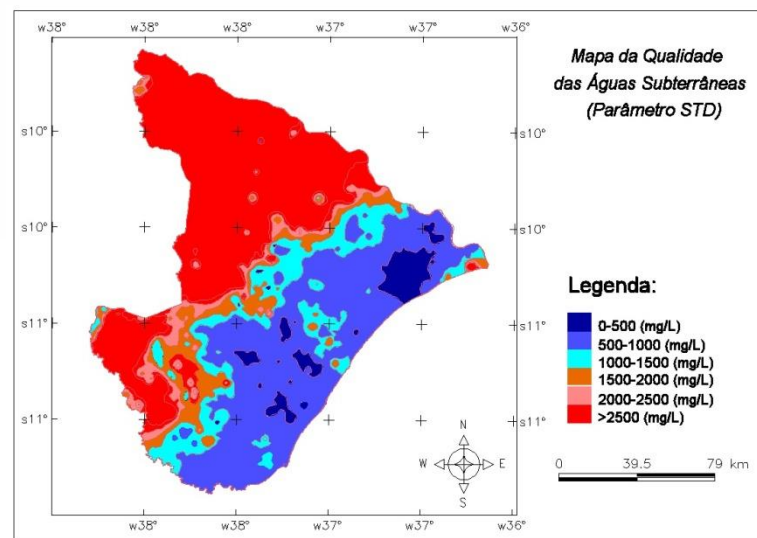 w38° w38° w38° w37° w37° w36°
Mapa da Qualidade
das Águas Subterrâneas
(Parâmetro STD)
s10° s10°
s10° s10°
Legenda:
0-500 (mg/L)
500-1000 (mg/L)
1000-1500 (mg/L)
1500-2000 (mg/L)
2000-2500 (mg/L)
>2500 (mg/L)
s11° s11°
s11° s11°
N
W E
S
0 39.5 79 km
w38° w38° w37° w37° w36°